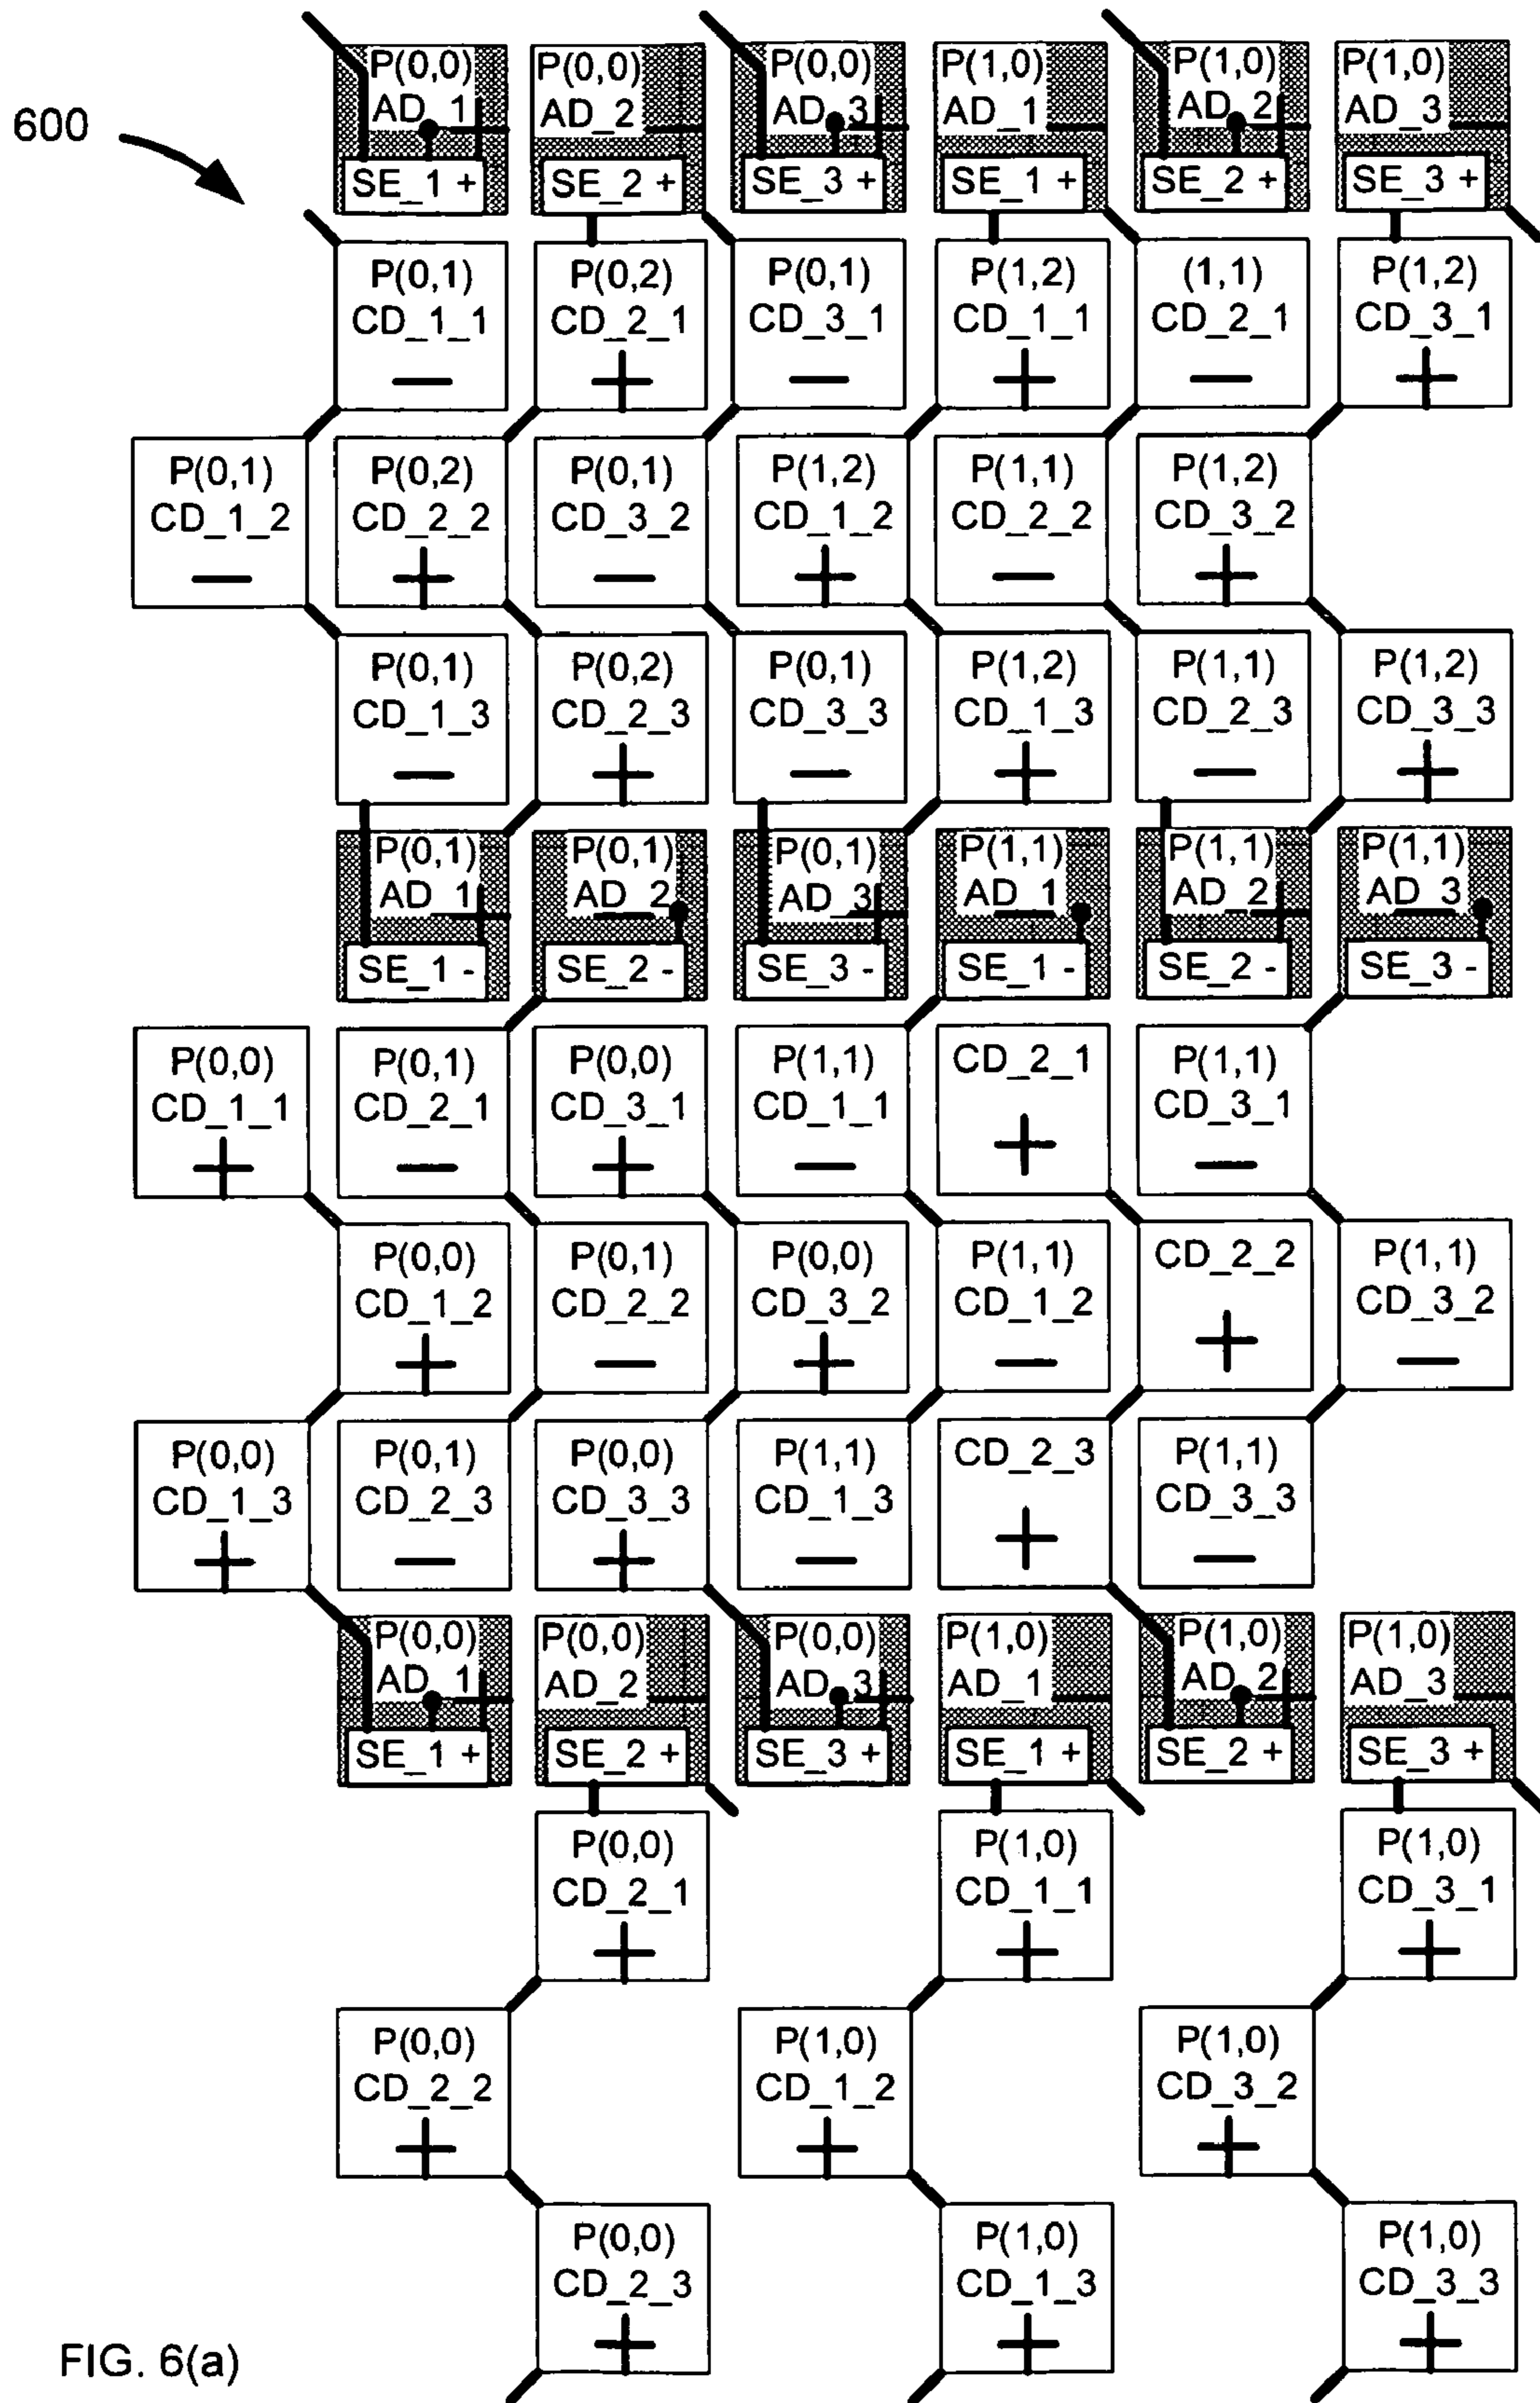 600
P(0,0) P(0,0) P(0,0) P(1,0) P(1,0) P(1,0)
AD_1 AD_2 AD_3 AD_1 AD_2 AD_3
SE_1 + SE_2 + SE_3 + SE_1 + SE_2 + SE_3 +
P(0,1) P(0,2) P(0,1) P(1,2) (1,1) P(1,2)
CD_1_1 CD_2_1 CD_3_1 CD_1_1 CD_2_1 CD_3_1
— + — + — +
P(0,1) P(0,2) P(0,1) P(1,2) P(1,1) P(1,2)
CD_1_2 CD_2_2 CD_3_2 CD_1_2 CD_2_2 CD_3_2
— + — + — +
P(0,1) P(0,2) P(0,1) P(1,2) P(1,1) P(1,2)
CD_1_3 CD_2_3 CD_3_3 CD_1_3 CD_2_3 CD_3_3
— + — + — +
P(0,1) P(0,1) P(0,1) P(1,1) P(1,1) P(1,1)
AD_1 AD_2 AD_3 AD_1 AD_2 AD_3
SE_1 - SE_2 - SE_3 - SE_1 - SE_2 - SE_3 -
P(0,0) P(0,1) P(0,0) P(1,1) CD_2_1 P(1,1)
CD_1_1 CD_2_1 CD_3_1 CD_1_1 CD_3_1
+ — + — + —
P(0,0) P(0,1) P(0,0) P(1,1) CD_2_2 P(1,1)
CD_1_2 CD_2_2 CD_3_2 CD_1_2 CD_3_2
+ — + — + —
P(0,0) P(0,1) P(0,0) P(1,1) CD_2_3 P(1,1)
CD_1_3 CD_2_3 CD_3_3 CD_1_3 CD_3_3
+ — + — + —
P(0,0) P(0,0) P(0,0) P(1,0) P(1,0) P(1,0)
AD_1 AD_2 AD_3 AD_1 AD_2 AD_3
SE_1 + SE_2 + SE_3 + SE_1 + SE_2 + SE_3 +
P(0,0) P(1,0) P(1,0)
CD_2_1 CD_1_1 CD_3_1
+ + +
P(0,0) P(1,0) P(1,0)
CD_2_2 CD_1_2 CD_3_2
+ + +
P(0,0) P(1,0) P(1,0)
CD_2_3 CD_1_3 CD_3_3
+ + +
FIG. 6(a)